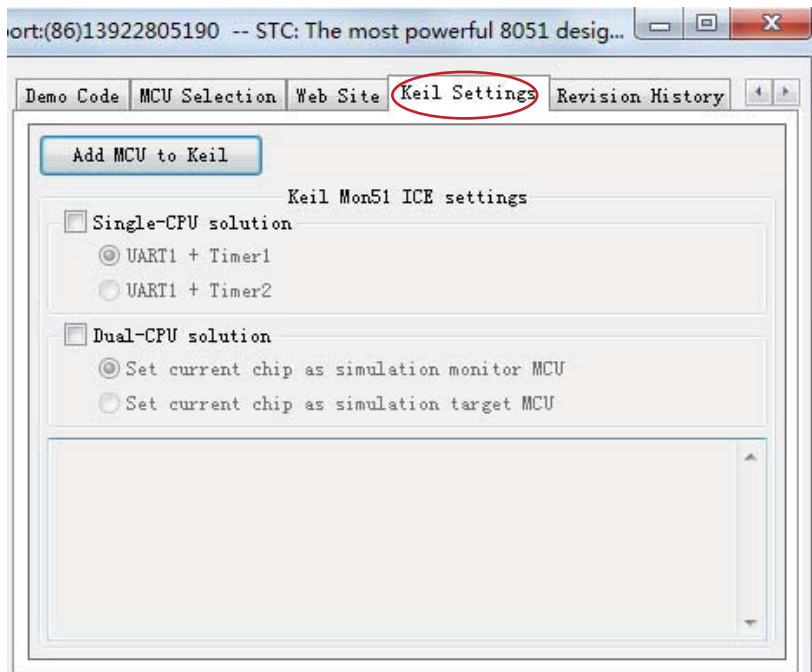 ort:(86)13922805190 -- STC: The most powerful 8051 desig...
Demo Code MCU Selection Web Site Keil Settings Revision History
Add MCU to Keil
Keil Mon51 ICE settings
Single-CPU solution
UART1 + Timer1
UART1 + Timer2
Dual-CPU solution
Set current chip as simulation monitor MCU
Set current chip as simulation target MCU